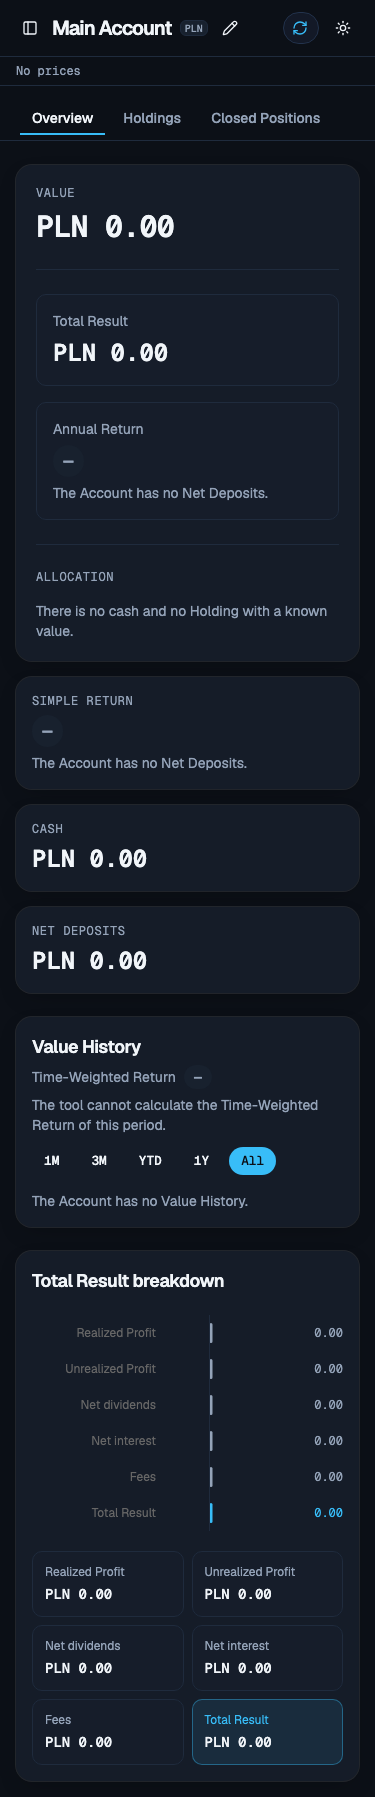 Main Account PLN
No prices
Overview Holdings Closed Positions
VALUE
PLN 0.00
Total Result
PLN 0.00
Annual Return
—
The Account has no Net Deposits.
ALLOCATION
There is no cash and no Holding with a known
value.
SIMPLE RETURN
—
The Account has no Net Deposits.
CASH
PLN 0.00
NET DEPOSITS
PLN 0.00
Value History
Time-Weighted Return —
The tool cannot calculate the Time-Weighted
Return of this period.
1M 3M YTD 1Y All
The Account has no Value History.
Total Result breakdown
Realized Profit 0.00
Unrealized Profit 0.00
Net dividends 0.00
Net interest 0.00
Fees 0.00
Total Result 0.00
Realized Profit Unrealized Profit
PLN 0.00 PLN 0.00
Net dividends Net interest
PLN 0.00 PLN 0.00
Fees Total Result
PLN 0.00 PLN 0.00